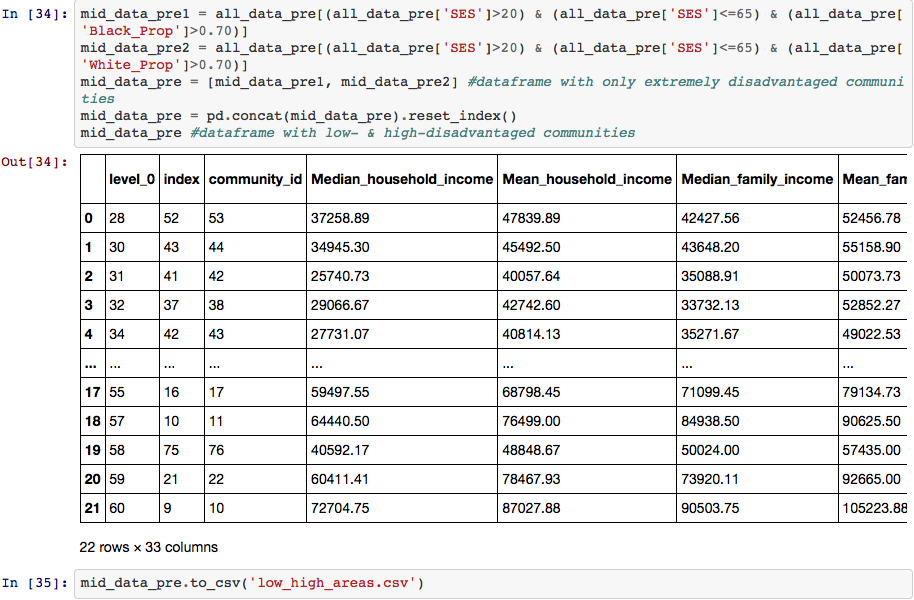 In [34]: mid_data_pre1 = all_data_pre[(all_data_pre['SES']>20) & (all_data_pre['SES']<=65) & (all_data_pre[
'Black_Prop']>0.70)]
mid_data_pre2 = all_data_pre[(all_data_pre['SES']>20) & (all_data_pre['SES']<=65) & (all_data_pre[
'White_Prop']>0.70)]
mid_data_pre = [mid_data_pre1, mid_data_pre2] #dataframe with only extremely disadvantaged communi
ties
mid_data_pre = pd.concat(mid_data_pre).reset_index()
mid_data_pre #dataframe with low- & high-disadvantaged communities
Out[34]:
level_0 index community_id Median_household_income Mean_household_income Median_family_income Mean_fam
0 28 52 53 37258.89 47839.89 42427.56 52456.78
1 30 43 44 34945.30 45492.50 43648.20 55158.90
2 31 41 42 25740.73 40057.64 35088.91 50073.73
3 32 37 38 29066.67 42742.60 33732.13 52852.27
4 34 42 43 27731.07 40814.13 35271.67 49022.53
... ... ... ... ... ... ... ...
17 55 16 17 59497.55 68798.45 71099.45 79134.73
18 57 10 11 64440.50 76499.00 84938.50 90625.50
19 58 75 76 40592.17 48848.67 50024.00 57435.00
20 59 21 22 60411.41 78467.93 73920.11 92665.00
21 60 9 10 72704.75 87027.88 90503.75 105223.88
22 rows × 33 columns
In [35]: mid_data_pre.to_csv('low_high_areas.csv')